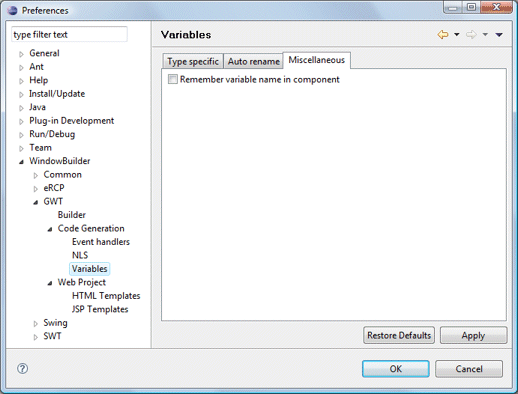 Preferences
type filter text
General
Ant
Help
Install/Update
Java
Plug-in Development
Run/Debug
Team
WindowBuilder
Common
eRCP
GWT
Builder
Code Generation
Event handlers
NLS
Variables
Web Project
HTML Templates
JSP Templates
Swing
SWT
Variables
Type specific Auto rename Miscellaneous
Remember variable name in component
Restore Defaults Apply
? OK Cancel